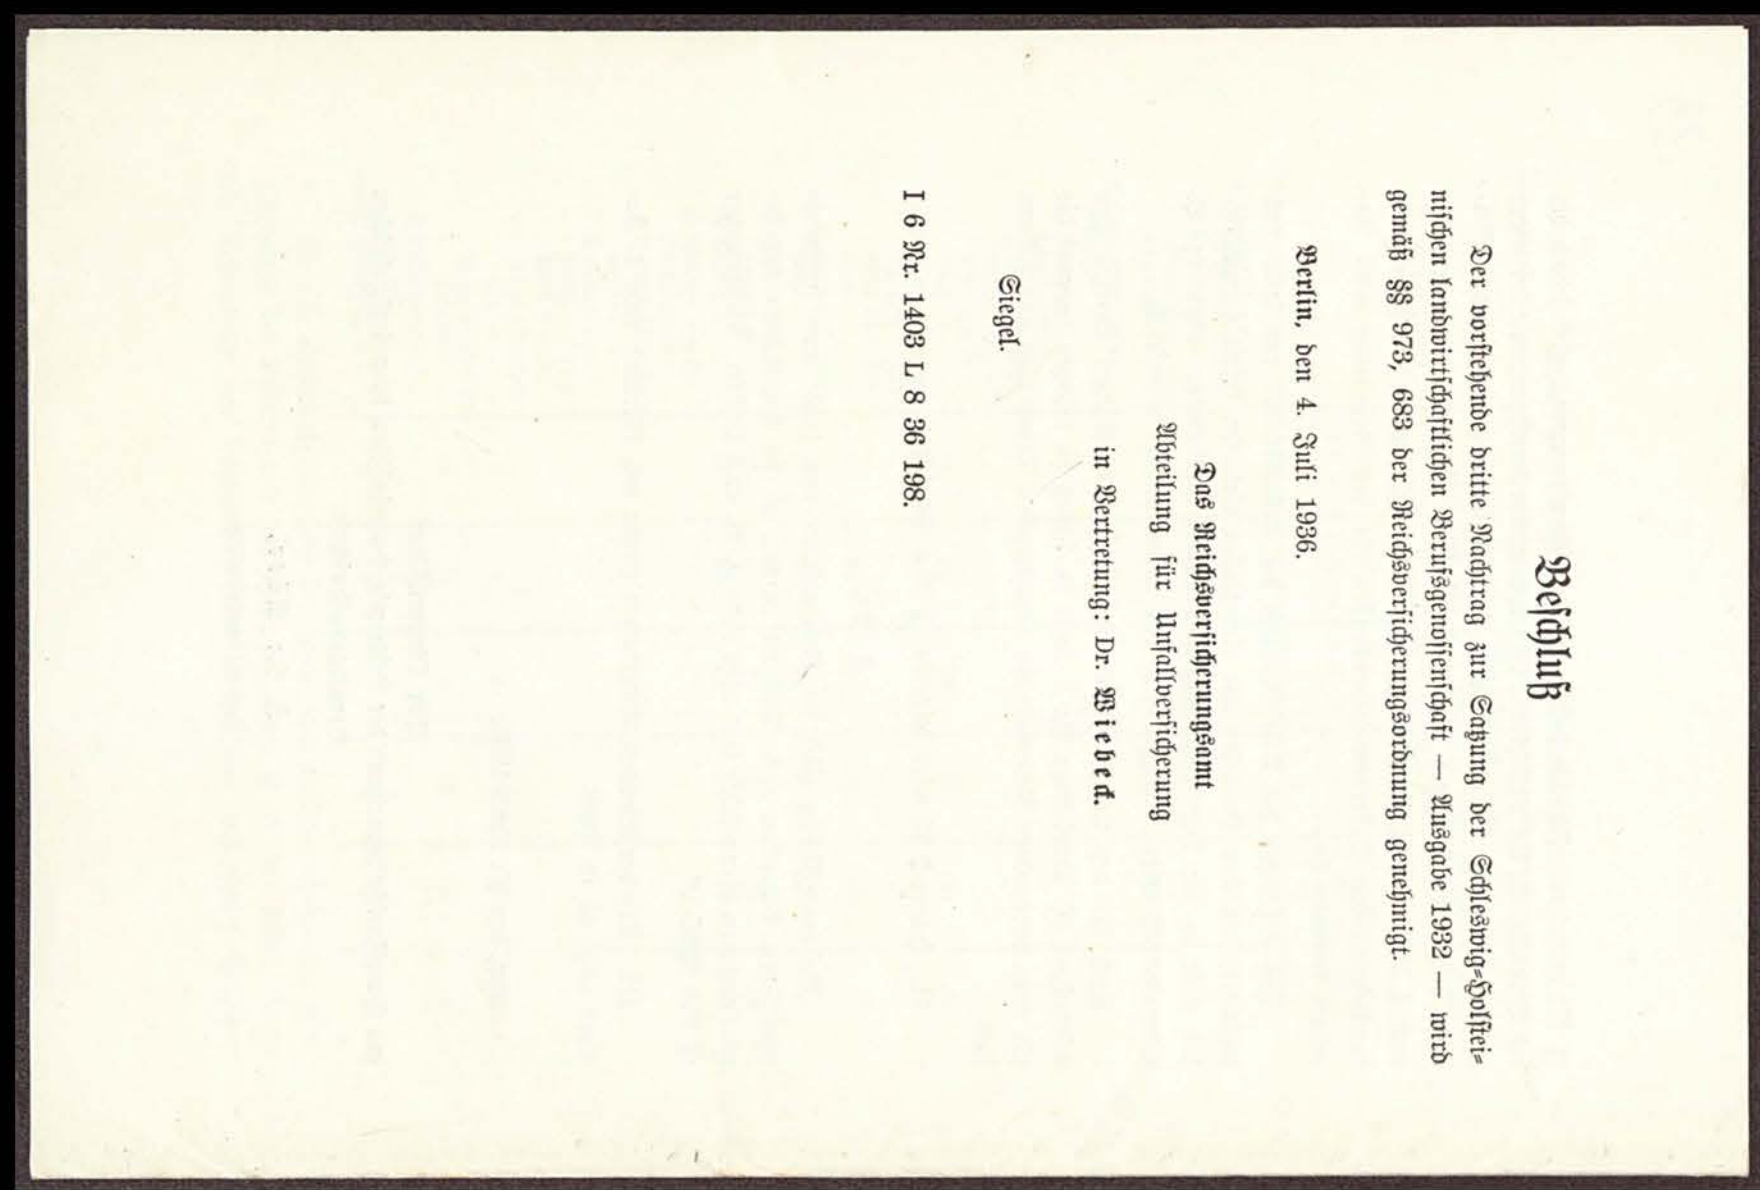 Beschluß
Der vorstehende dritte Nachtrag zur Satzung der Schleswig-Holstei-
nischen landwirtschaftlichen Berufsgenossenschaft — Ausgabe 1932 — wird
gemäß §§ 973, 683 der Reichsversicherungsordnung genehmigt.
Berlin, den 4. Juli 1936.
Das Reichsversicherungsamt
Abteilung für Unfallversicherung
in Vertretung: Dr. Wiebeck.
Siegel.
I 6 Nr. 1403 L 8 36 198.